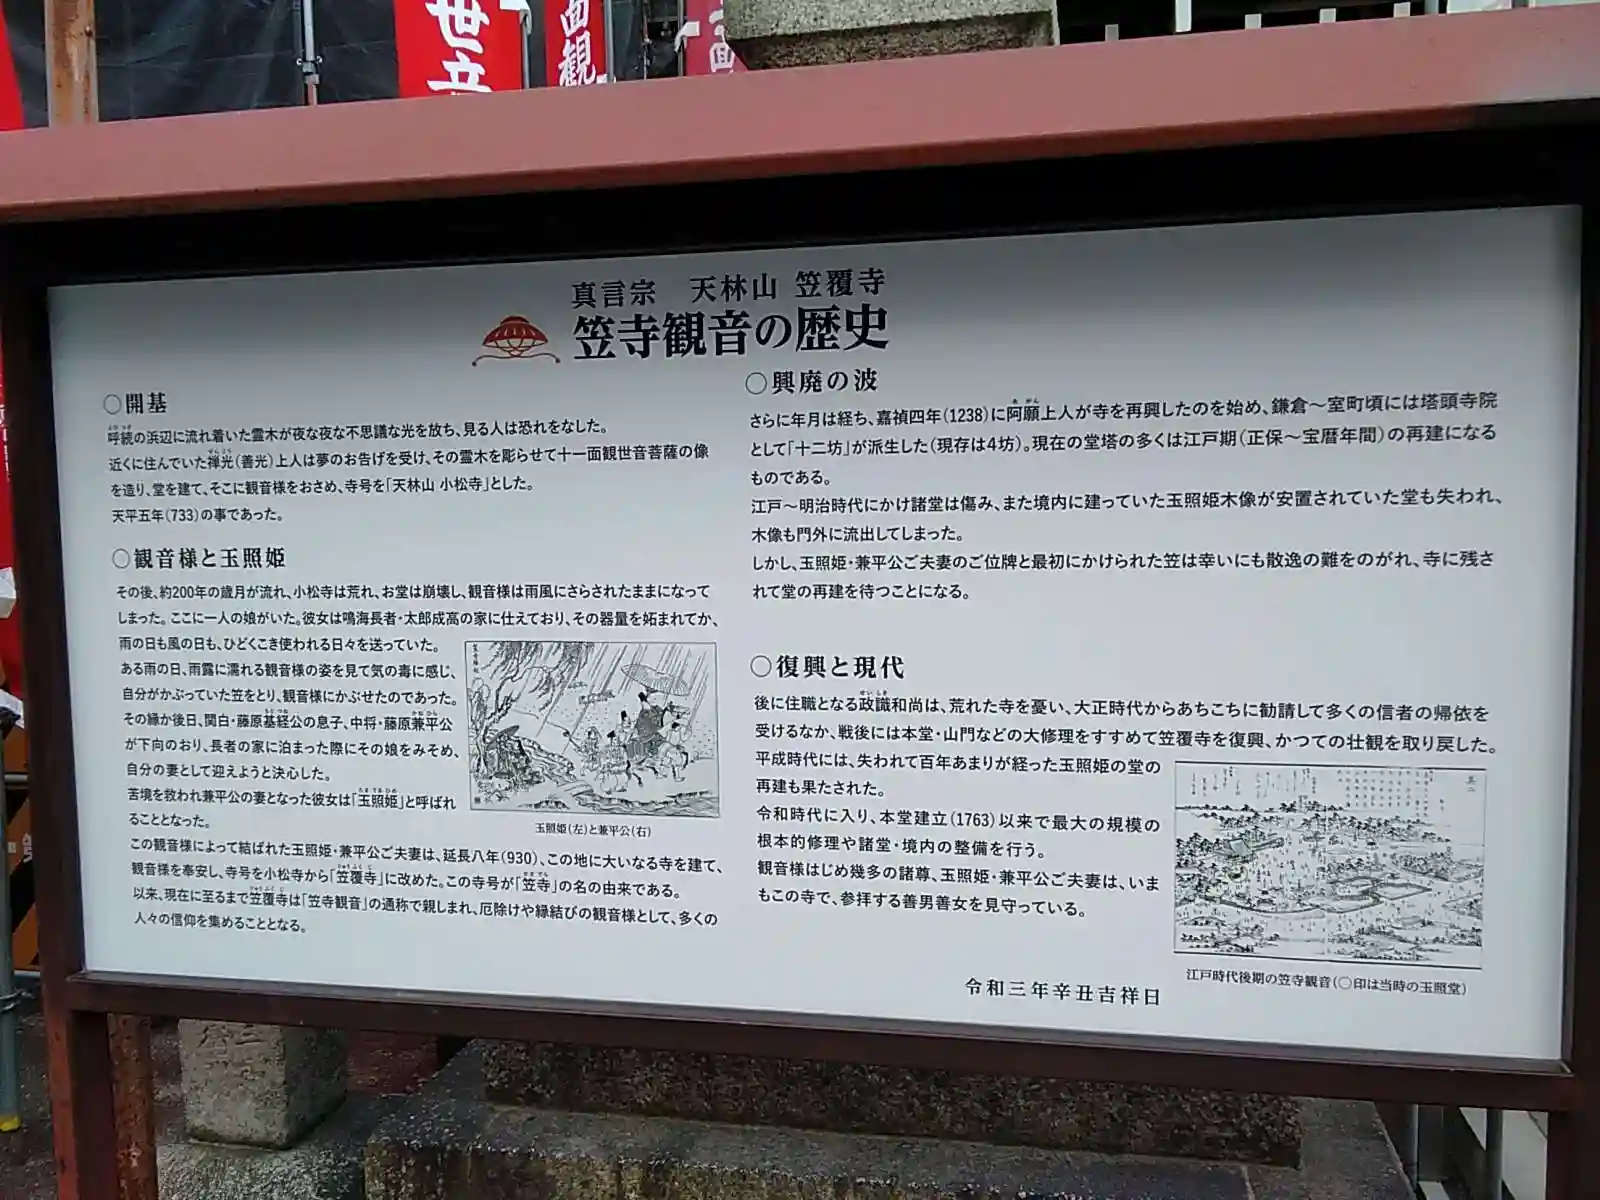 世
面観
真言宗　天林山 笠覆寺
笠寺観音の歴史
○開基
呼続の浜辺に流れ着いた霊木が夜な夜な不思議な光を放ち、見る人は恐れをなした。
近くに住んでいた禅光(善光)上人は夢のお告げを受け、その霊木を彫らせて十一面観世音菩薩の像
を造り、堂を建て、そこに観音様をおさめ、寺号を「天林山 小松寺」とした。
天平五年(733)の事であった。
○観音様と玉照姫
その後、約200年の歳月が流れ、小松寺は荒れ、お堂は崩壊し、観音様は雨風にさらされたままになって
しまった。ここに一人の娘がいた。彼女は鳴海長者・太郎成高の家に仕えており、その器量を妬まれてか、
雨の日も風の日も、ひどくこき使われる日々を送っていた。
ある雨の日、雨露に濡れる観音様の姿を見て気の毒に感じ、
自分がかぶっていた笠をとり、観音様にかぶせたのであった。
その縁か後日、関白・藤原基経公の息子、中将・藤原兼平公
が下向のおり、長者の家に泊まった際にその娘をみそめ、
自分の妻として迎えようと決心した。
苦境を救われ兼平公の妻となった彼女は「玉照姫」と呼ばれ
ることとなった。
この観音様によって結ばれた玉照姫・兼平公ご夫妻は、延長八年(930)、この地に大いなる寺を建て、
観音様を奉安し、寺号を小松寺から「笠覆寺」に改めた。この寺号が「笠寺」の名の由来である。
以来、現在に至るまで笠覆寺は「笠寺観音」の通称で親しまれ、厄除けや縁結びの観音様として、多くの
人々の信仰を集めることとなる。
玉照姫(左)と兼平公(右)
○興廃の波
さらに年月は経ち、嘉禎四年(1238)に阿願上人が寺を再興したのを始め、鎌倉～室町頃には塔頭寺院
として「十二坊」が派生した(現存は4坊)。現在の堂塔の多くは江戸期(正保～宝暦年間)の再建になる
ものである。
江戸～明治時代にかけ諸堂は傷み、また境内に建っていた玉照姫木像が安置されていた堂も失われ、
木像も門外に流出してしまった。
しかし、玉照姫・兼平公ご夫妻のご位牌と最初にかけられた笠は幸いにも散逸の難をのがれ、寺に残さ
れて堂の再建を待つことになる。
○復興と現代
後に住職となる政識和尚は、荒れた寺を憂い、大正時代からあちこちに勧請して多くの信者の帰依を
受けるなか、戦後には本堂・山門などの大修理をすすめて笠覆寺を復興、かつての壮観を取り戻した。
平成時代には、失われて百年あまりが経った玉照姫の堂の
再建も果たされた。
令和時代に入り、本堂建立(1763)以来で最大の規模の
根本的修理や諸堂・境内の整備を行う。
観音様はじめ幾多の諸尊、玉照姫・兼平公ご夫妻は、いま
もこの寺で、参拝する善男善女を見守っている。
江戸時代後期の笠寺観音(○印は当時の玉照堂)
令和三年辛丑吉祥日